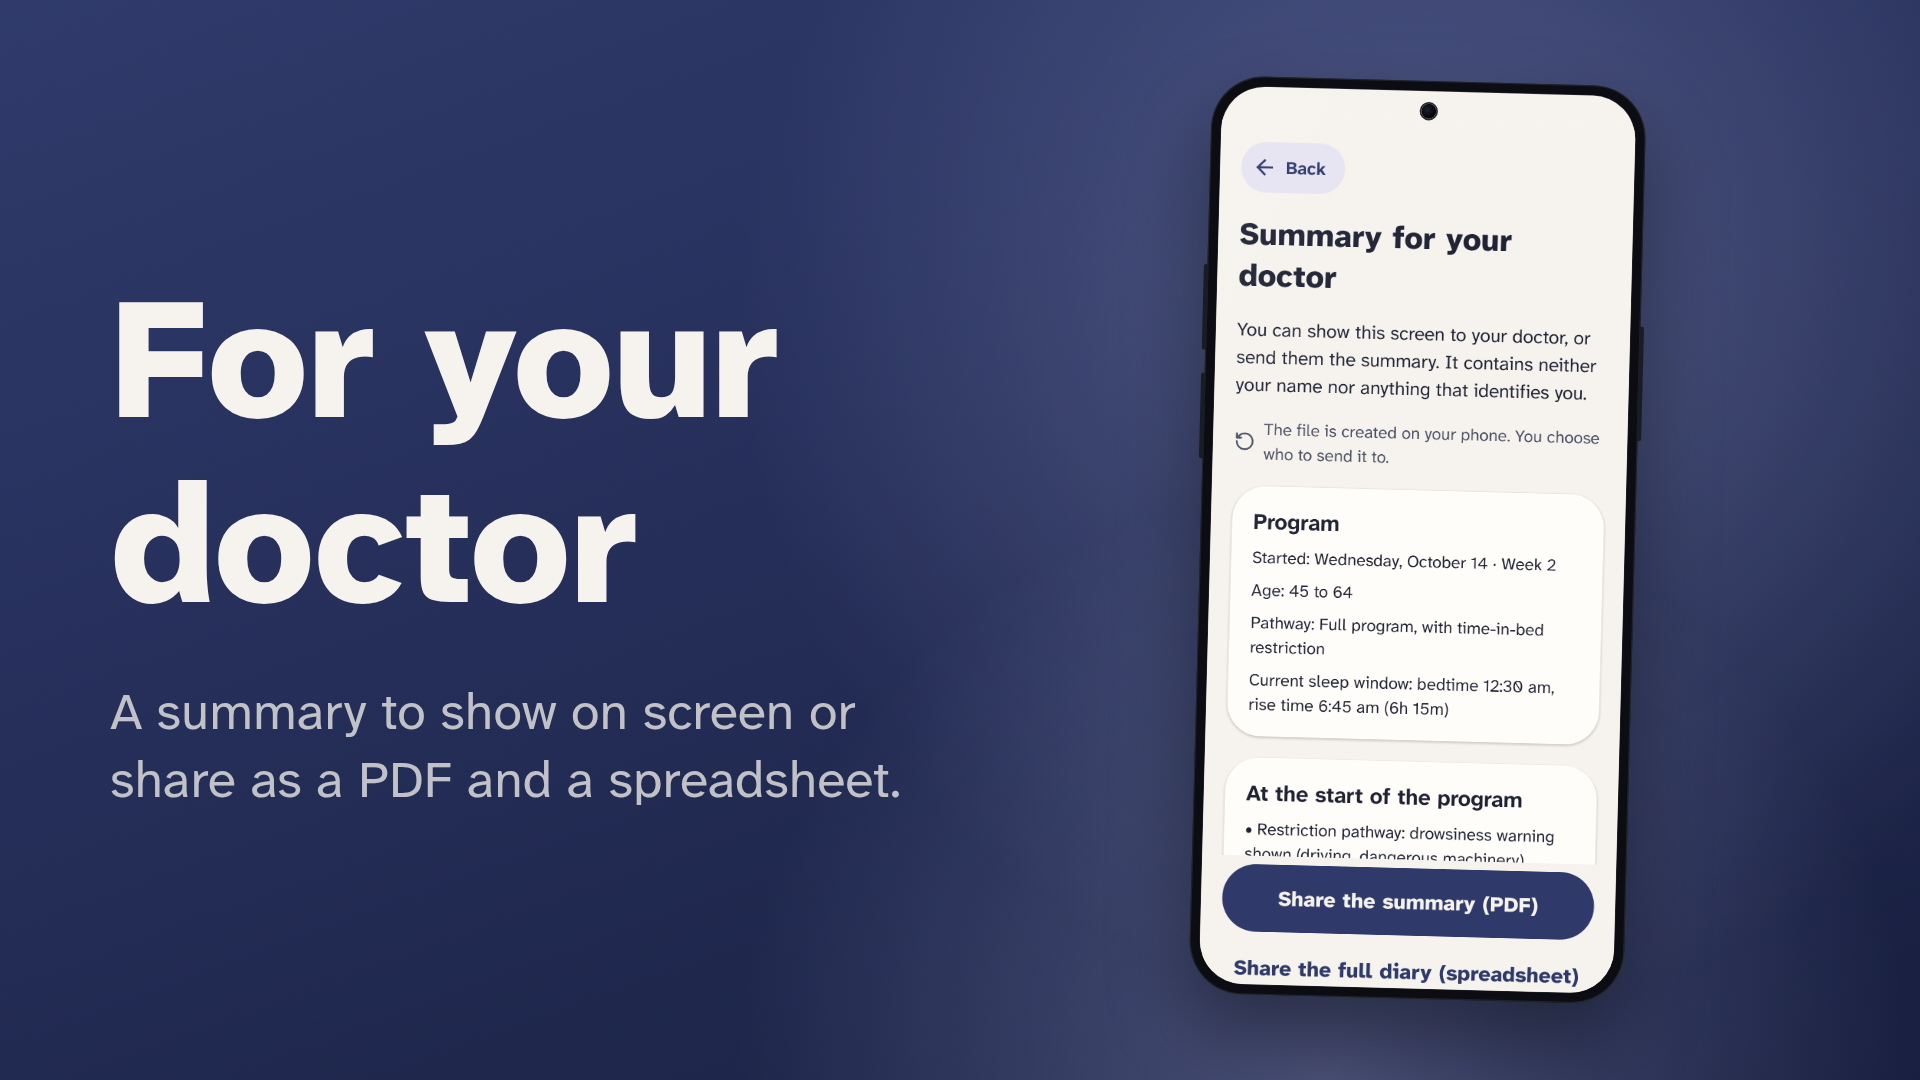 For your
doctor
A summary to show on screen or
share as a PDF and a spreadsheet.
Back
Summary for your
doctor
You can show this screen to your doctor, or
send them the summary. It contains neither
your name nor anything that identifies you.
The file is created on your phone. You choose
who to send it to.
Program
Started: Wednesday, October 14 · Week 2
Age: 45 to 64
Pathway: Full program, with time-in-bed
restriction
Current sleep window: bedtime 12:30 am,
rise time 6:45 am (6h 15m)
At the start of the program
• Restriction pathway: drowsiness warning
shown (driving, dangerous machinery)
Share the summary (PDF)
Share the full diary (spreadsheet)